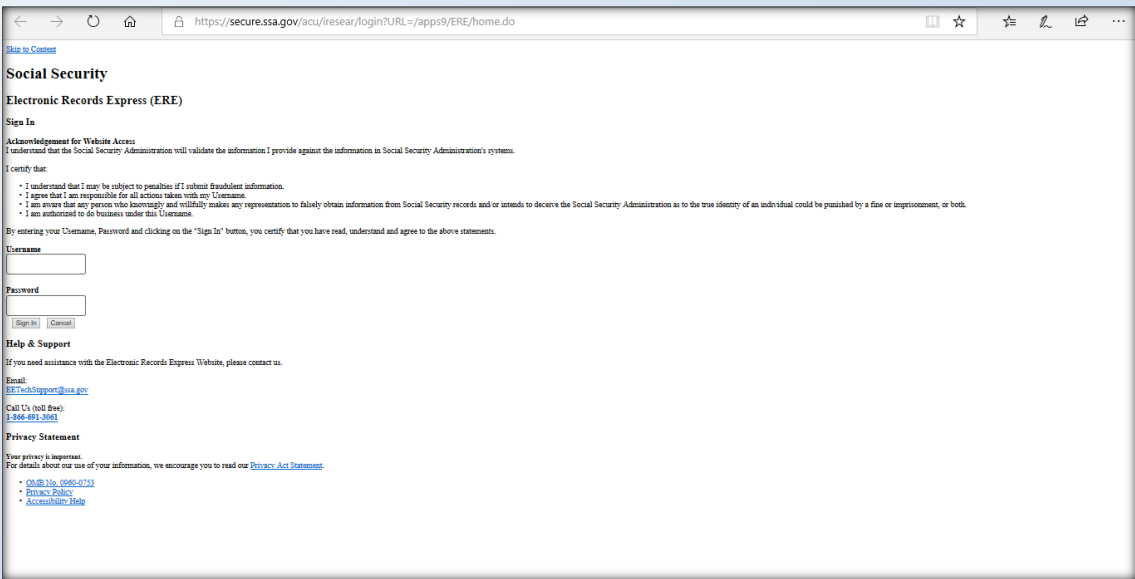 https://secure.ssa.gov/acu/iresear/login?URL=/apps9/ERE/home.do
Skip to Content
Social Security
Electronic Records Express (ERE)
Sign In
Acknowledgement for Website Access
I understand that the Social Security Administration will validate the information I provide against the information in Social Security Administration's systems.
I certify that:
• I understand that I may be subject to penalties if I submit fraudulent information.
• I agree that I am responsible for all actions taken with my Username.
• I am aware that any person who knowingly and willfully makes any representation to falsely obtain information from Social Security records and/or intends to deceive the Social Security Administration as to the true identity of an individual could be punished by a fine or imprisonment, or both.
• I am authorized to do business under this Username.
By entering your Username, Password and clicking on the "Sign In" button, you certify that you have read, understand and agree to the above statements.
Username
Password
Sign In Cancel
Help & Support
If you need assistance with the Electronic Records Express Website, please contact us.
Email:
EETechSupport@ssa.gov
Call Us (toll free):
1-866-691-3061
Privacy Statement
Your privacy is important.
For details about our use of your information, we encourage you to read our Privacy Act Statement.
• OMB No. 0960-0753
• Privacy Policy
• Accessibility Help